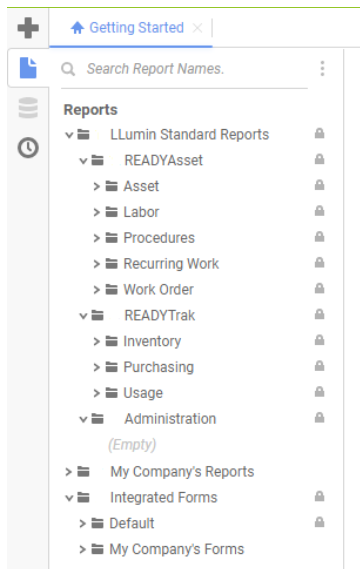 Getting Started
Search Report Names.
Reports
LLumin Standard Reports
READYAsset
Asset
Labor
Procedures
Recurring Work
Work Order
READYTrak
Inventory
Purchasing
Usage
Administration
(Empty)
My Company's Reports
Integrated Forms
Default
My Company's Forms